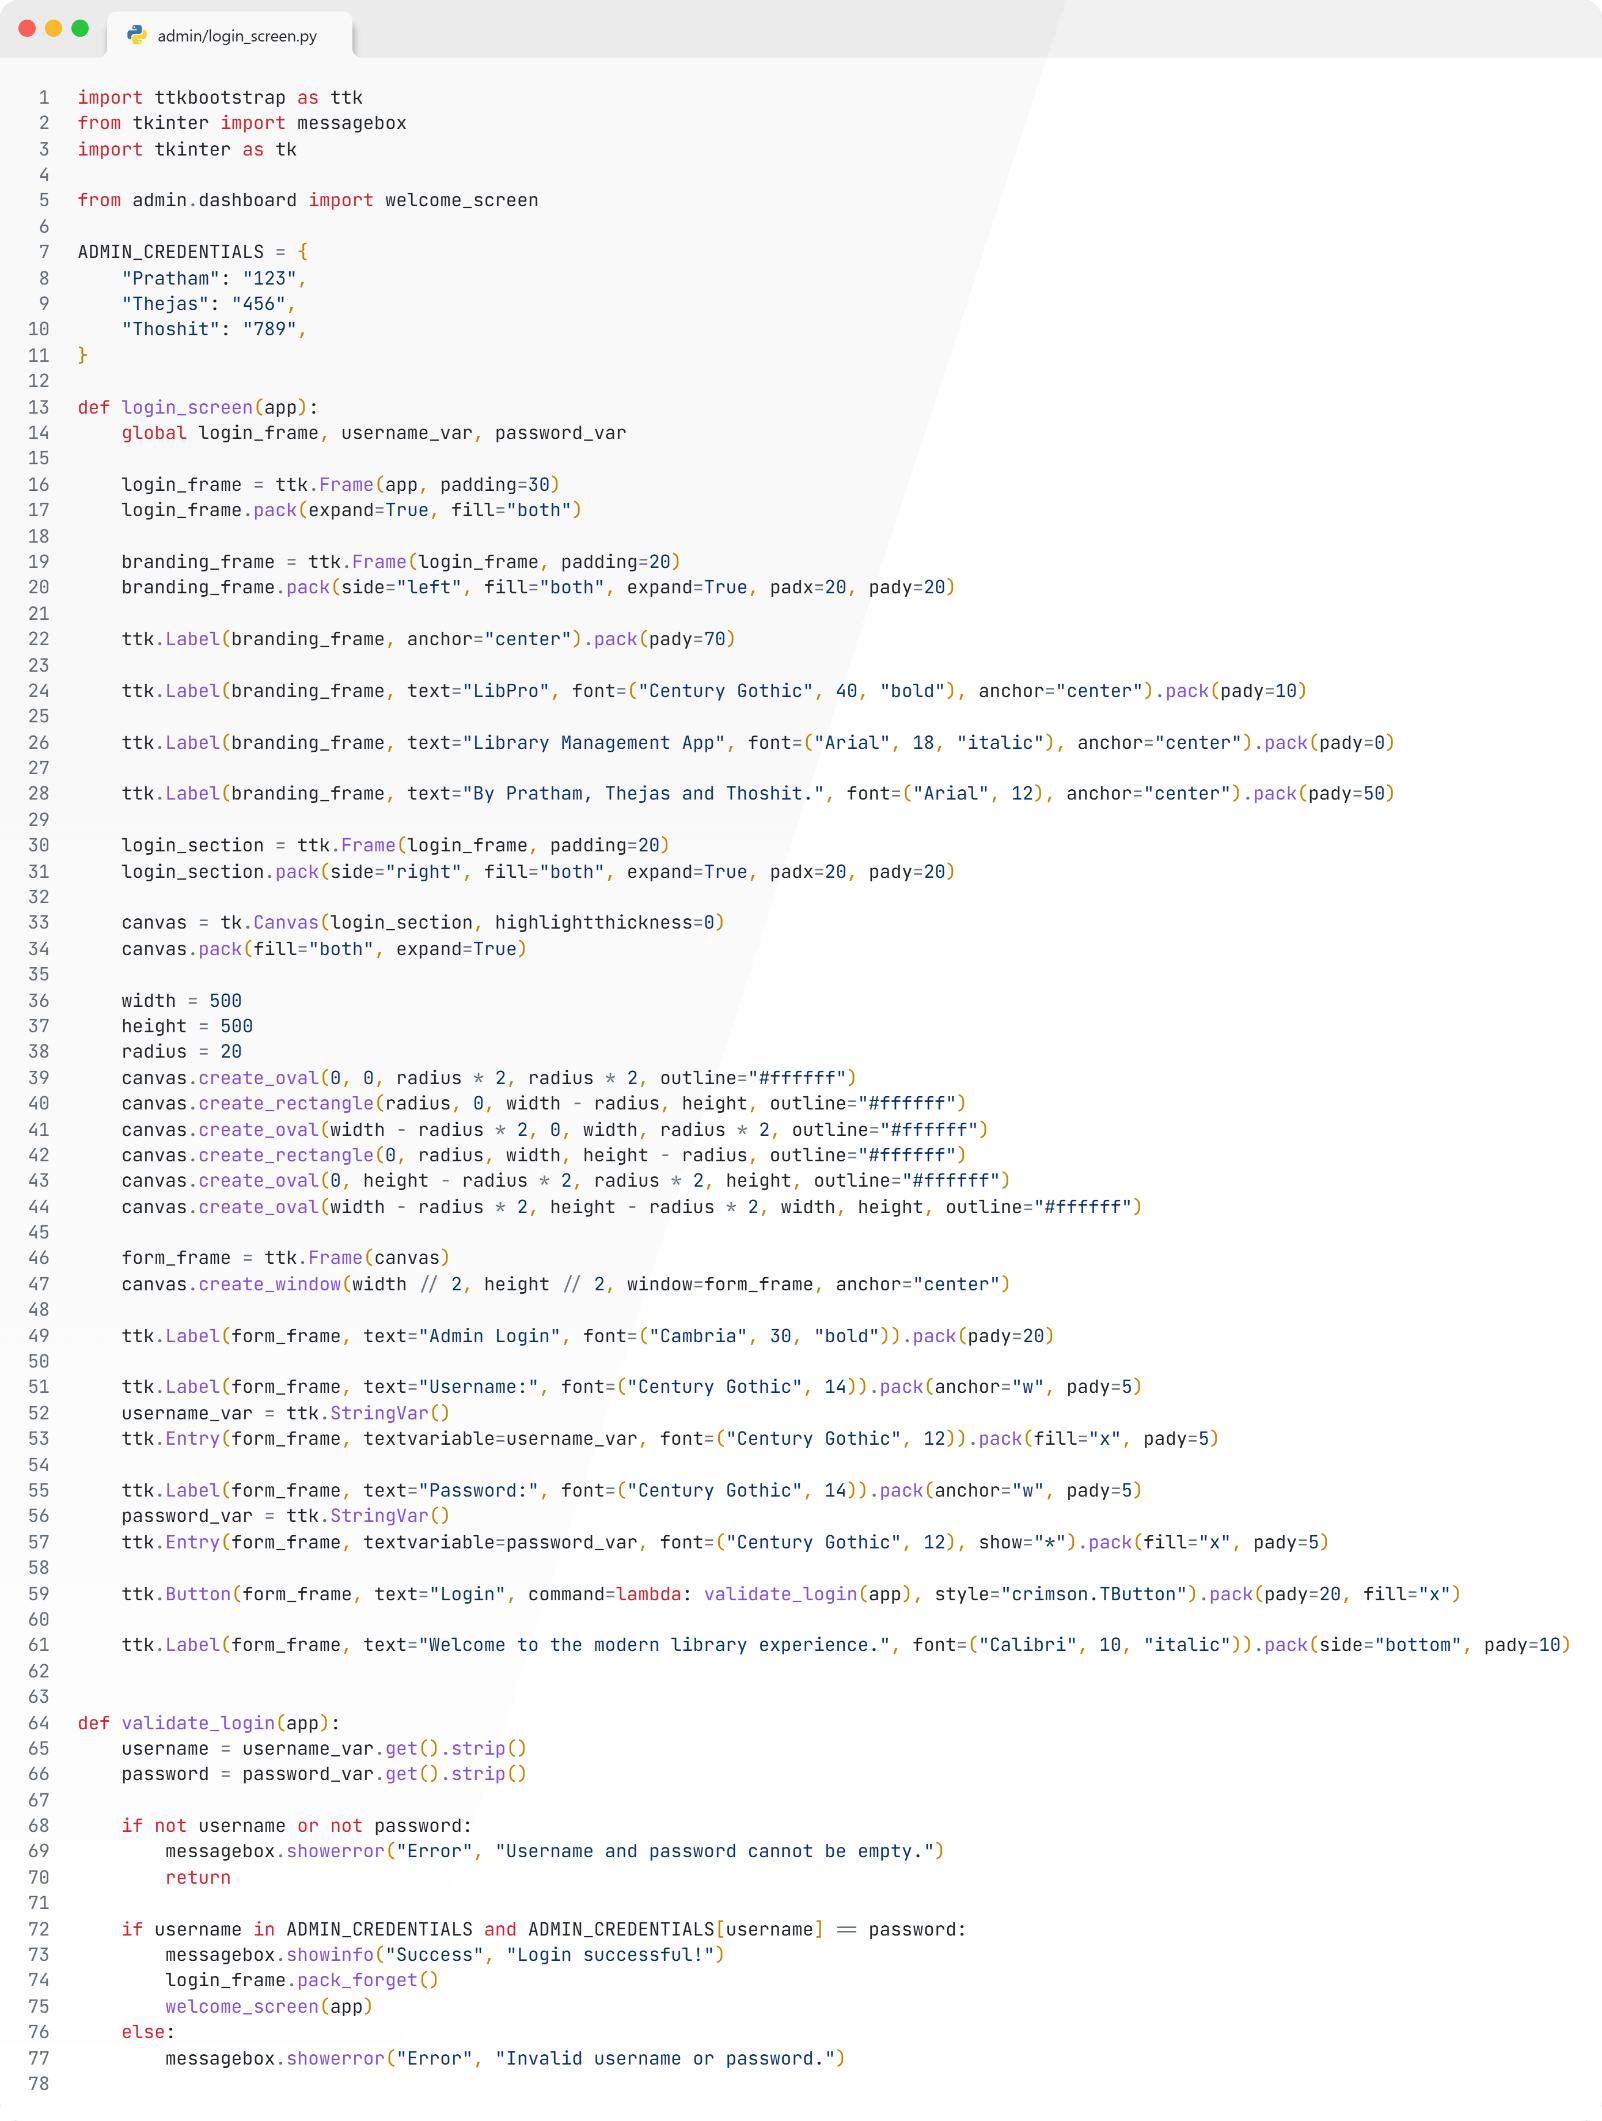 admin/login_screen.py
1 import ttkbootstrap as ttk
2 from tkinter import messagebox
3 import tkinter as tk
4
5 from admin.dashboard import welcome_screen
6
7 ADMIN_CREDENTIALS = {
8     "Pratham": "123",
9     "Thejas": "456",
10     "Thoshit": "789",
11 }
12
13 def login_screen(app):
14     global login_frame, username_var, password_var
15
16     login_frame = ttk.Frame(app, padding=30)
17     login_frame.pack(expand=True, fill="both")
18
19     branding_frame = ttk.Frame(login_frame, padding=20)
20     branding_frame.pack(side="left", fill="both", expand=True, padx=20, pady=20)
21
22     ttk.Label(branding_frame, anchor="center").pack(pady=70)
23
24     ttk.Label(branding_frame, text="LibPro", font=("Century Gothic", 40, "bold"), anchor="center").pack(pady=10)
25
26     ttk.Label(branding_frame, text="Library Management App", font=("Arial", 18, "italic"), anchor="center").pack(pady=0)
27
28     ttk.Label(branding_frame, text="By Pratham, Thejas and Thoshit.", font=("Arial", 12), anchor="center").pack(pady=50)
29
30     login_section = ttk.Frame(login_frame, padding=20)
31     login_section.pack(side="right", fill="both", expand=True, padx=20, pady=20)
32
33     canvas = tk.Canvas(login_section, highlightthickness=0)
34     canvas.pack(fill="both", expand=True)
35
36     width = 500
37     height = 500
38     radius = 20
39     canvas.create_oval(0, 0, radius * 2, radius * 2, outline="#ffffff")
40     canvas.create_rectangle(radius, 0, width - radius, height, outline="#ffffff")
41     canvas.create_oval(width - radius * 2, 0, width, radius * 2, outline="#ffffff")
42     canvas.create_rectangle(0, radius, width, height - radius, outline="#ffffff")
43     canvas.create_oval(0, height - radius * 2, radius * 2, height, outline="#ffffff")
44     canvas.create_oval(width - radius * 2, height - radius * 2, width, height, outline="#ffffff")
45
46     form_frame = ttk.Frame(canvas)
47     canvas.create_window(width // 2, height // 2, window=form_frame, anchor="center")
48
49     ttk.Label(form_frame, text="Admin Login", font=("Cambria", 30, "bold")).pack(pady=20)
50
51     ttk.Label(form_frame, text="Username:", font=("Century Gothic", 14)).pack(anchor="w", pady=5)
52     username_var = ttk.StringVar()
53     ttk.Entry(form_frame, textvariable=username_var, font=("Century Gothic", 12)).pack(fill="x", pady=5)
54
55     ttk.Label(form_frame, text="Password:", font=("Century Gothic", 14)).pack(anchor="w", pady=5)
56     password_var = ttk.StringVar()
57     ttk.Entry(form_frame, textvariable=password_var, font=("Century Gothic", 12), show="*").pack(fill="x", pady=5)
58
59     ttk.Button(form_frame, text="Login", command=lambda: validate_login(app), style="crimson.TButton").pack(pady=20, fill="x")
60
61     ttk.Label(form_frame, text="Welcome to the modern library experience.", font=("Calibri", 10, "italic")).pack(side="bottom", pady=10)
62
63
64 def validate_login(app):
65     username = username_var.get().strip()
66     password = password_var.get().strip()
67
68     if not username or not password:
69         messagebox.showerror("Error", "Username and password cannot be empty.")
70         return
71
72     if username in ADMIN_CREDENTIALS and ADMIN_CREDENTIALS[username] == password:
73         messagebox.showinfo("Success", "Login successful!")
74         login_frame.pack_forget()
75         welcome_screen(app)
76     else:
77         messagebox.showerror("Error", "Invalid username or password.")
78